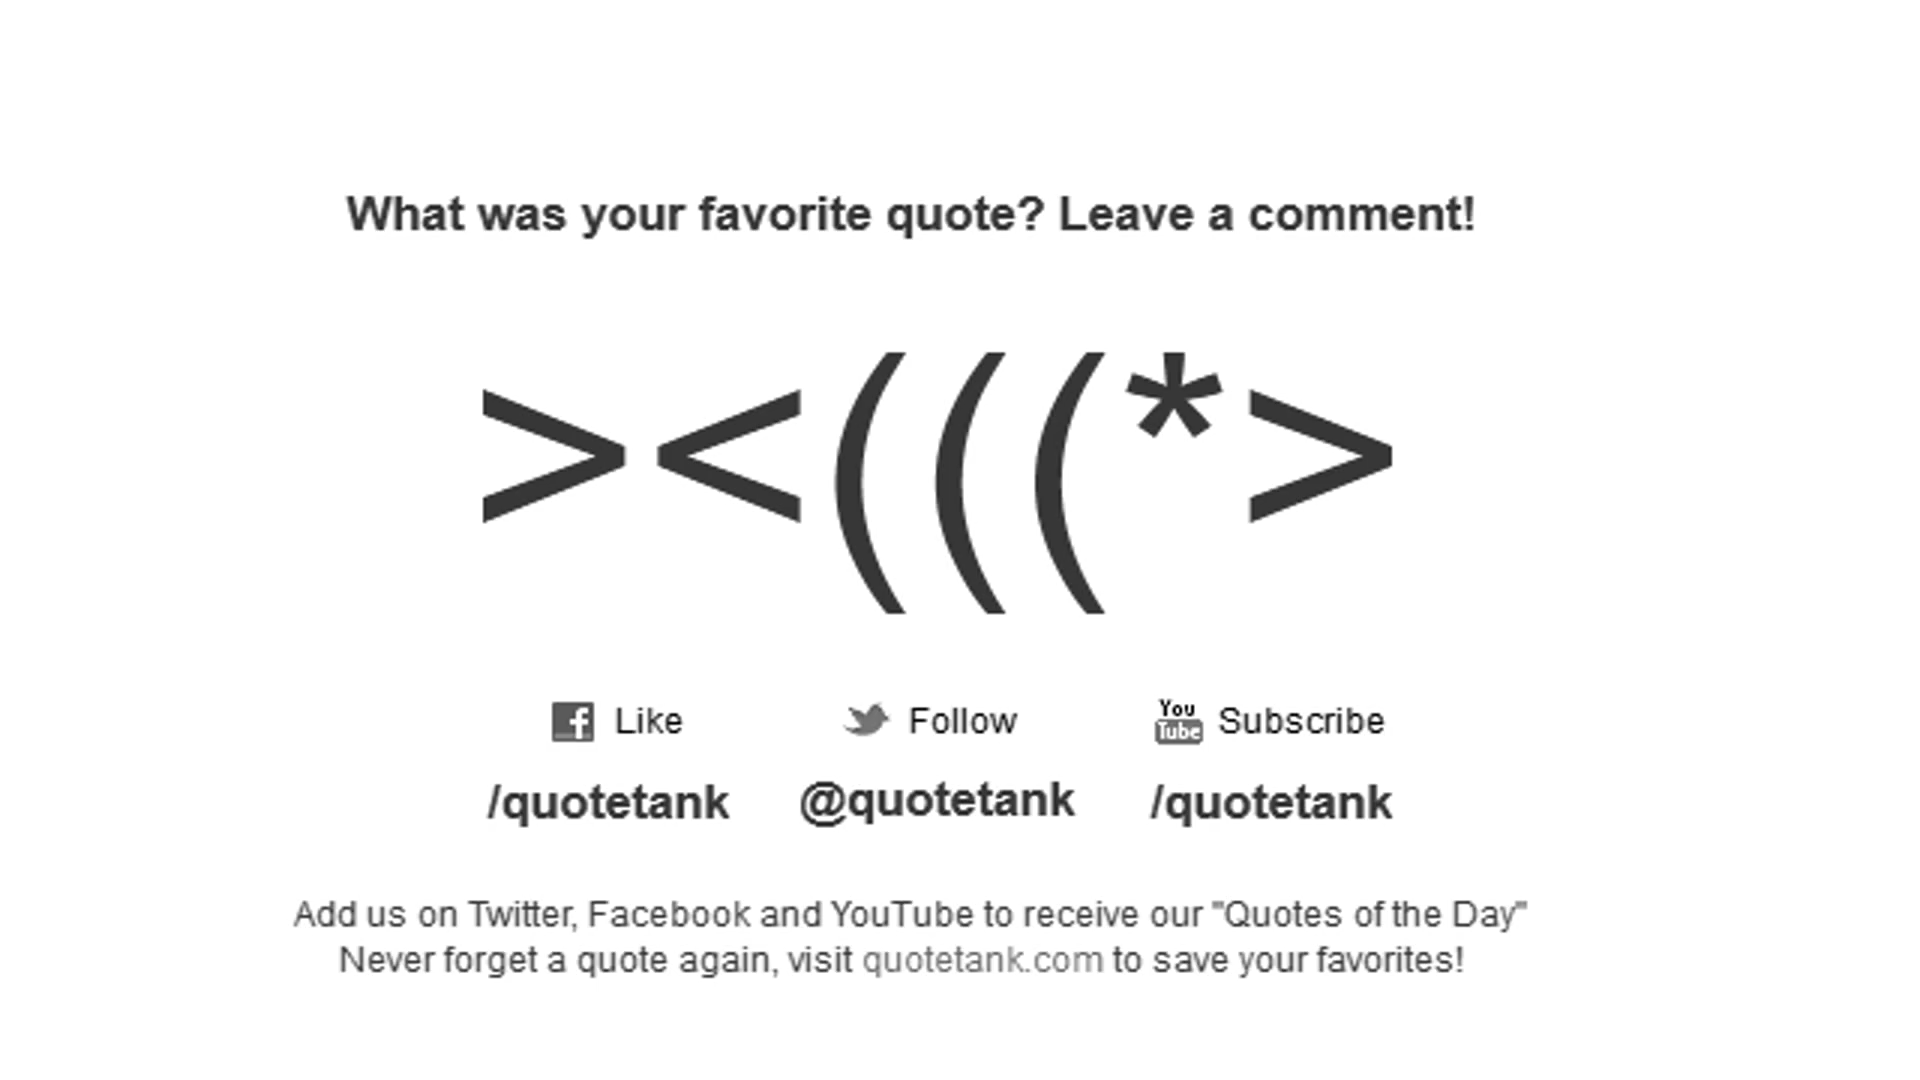 What was your favorite quote? Leave a comment!
><(((*>
f Like
Follow
You Tube Subscribe
/quotetank
@quotetank
/quotetank
Add us on Twitter, Facebook and YouTube to receive our "Quotes of the Day"
Never forget a quote again, visit quotetank.com to save your favorites!